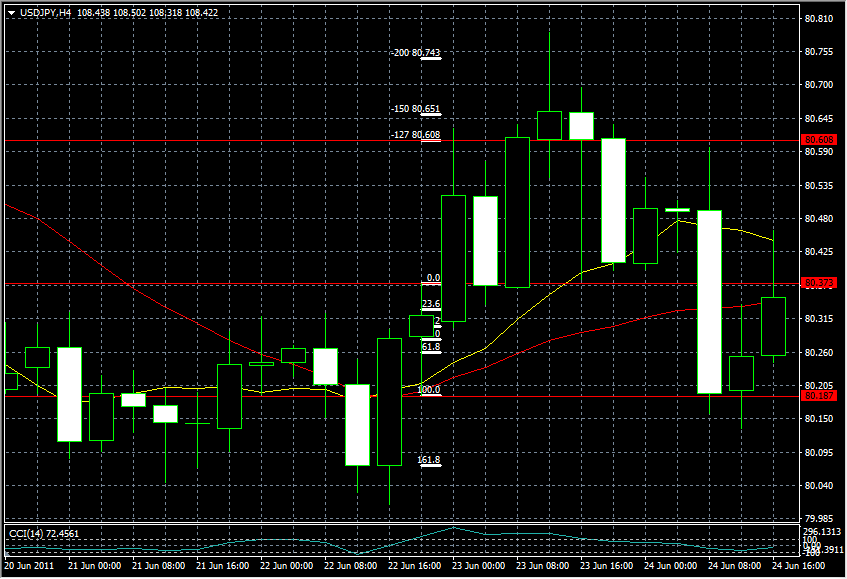 USDJPY,H4 108.438 108.502 108.318 108.422
80.810
-200 80.743
80.755
80.700
-150 80.651
80.645
-127 80.608
80.608
80.590
80.535
80.480
80.425
0.0
80.373
23.6
80.315
61.8
80.260
80.205
100.0
80.187
80.150
161.8
80.095
80.040
79.985
CCI(14) 72.4561
296.1313
100
0.00
20 Jun 2011
21 Jun 00:00
21 Jun 08:00
21 Jun 16:00
22 Jun 00:00
22 Jun 08:00
22 Jun 16:00
23 Jun 00:00
23 Jun 08:00
23 Jun 16:00
24 Jun 00:00
24 Jun 08:00
24 Jun 16:00